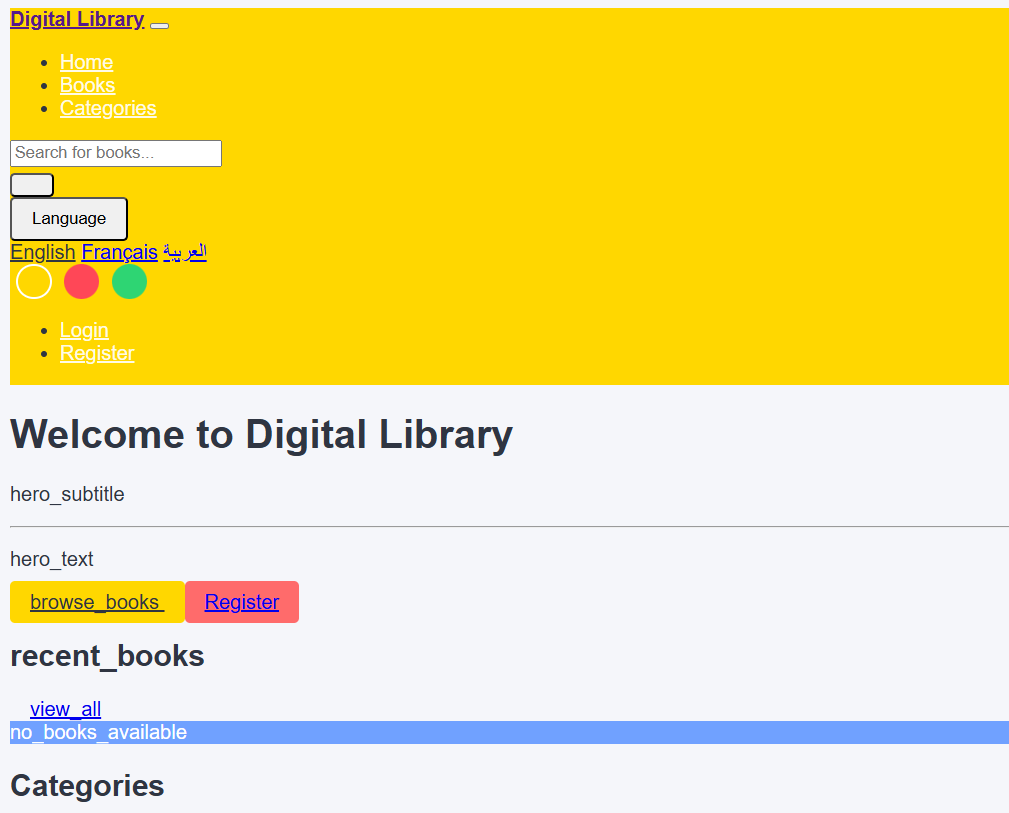 Digital Library
Home
Books
Categories
Search for books...
Language
English Français العربية
Login
Register
Welcome to Digital Library
hero_subtitle
hero_text
browse_books Register
recent_books
view_all
no_books_available
Categories